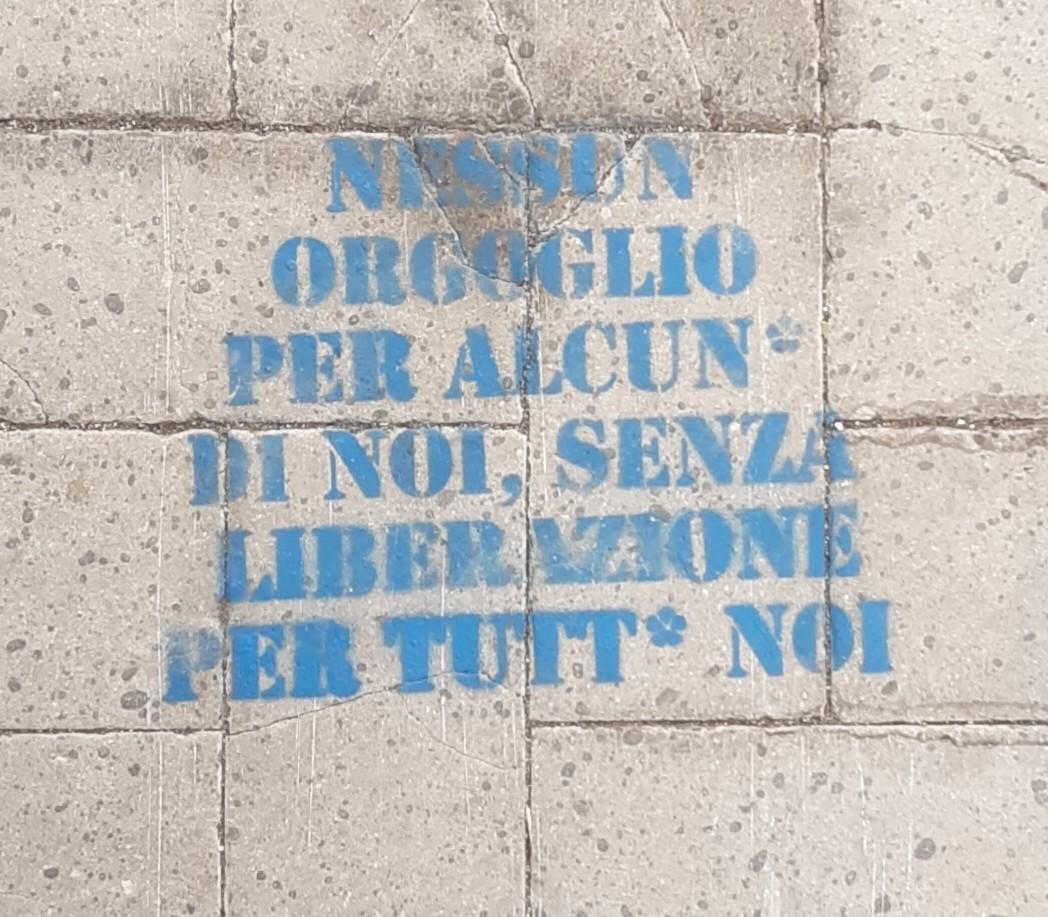 NESSUN
ORGOGLIO
PER ALCUN*
DI NOI, SENZA
LIBERAZIONE
PER TUTT* NOI